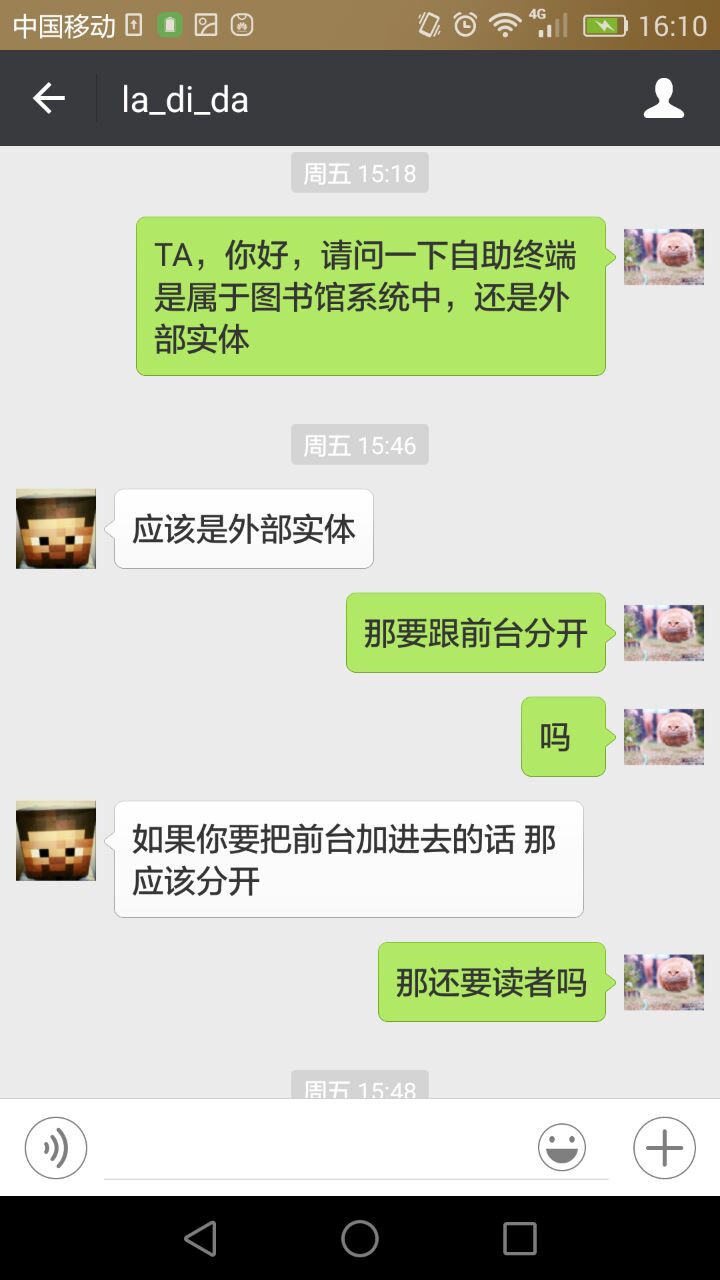 中国移动
4G
16:10
la_di_da
周五 15:18
TA，你好，请问一下自助终端
是属于图书馆系统中，还是外
部实体
周五 15:46
应该是外部实体
那要跟前台分开
吗
如果你要把前台加进去的话 那
应该分开
那还要读者吗
周五 15:48